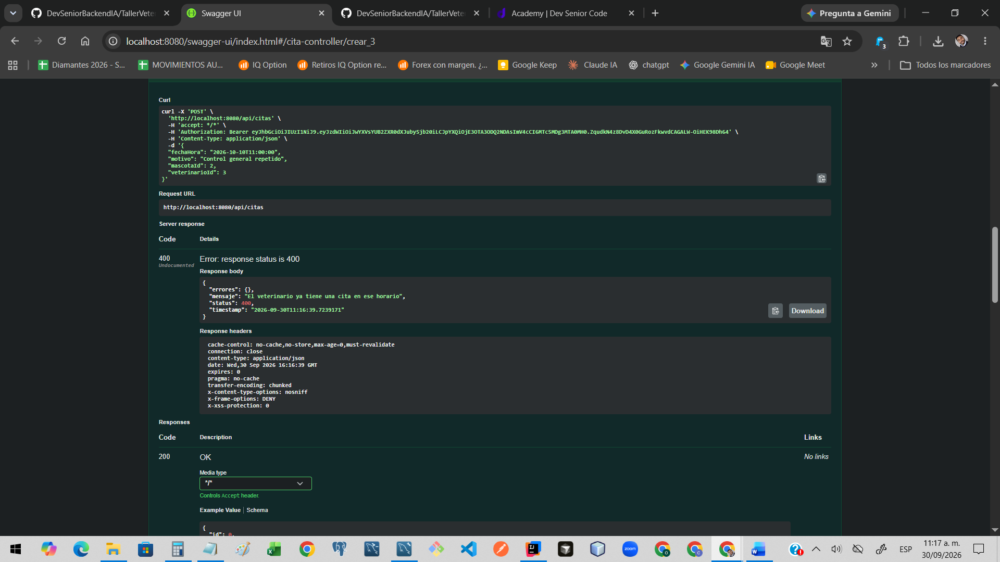 DevSeniorBackendIA/TallerVeter
Swagger UI
DevSeniorBackendIA/TallerVete
Academy | Dev Senior Code
Pregunta a Gemini
localhost:8080/swagger-ui/index.html#/cita-controller/crear_3
3
Diamantes 2026 - S...
MOVIMIENTOS AU...
IQ Option
Retiros IQ Option re...
Forex con margen. ¿...
Google Keep
Claude IA
chatgpt
Google Gemini IA
Google Meet
Todos los marcadores
Curl
curl -X 'POST' \
'http://localhost:8080/api/citas' \
-H 'accept: */*' \
-H 'Authorization: Bearer eyJhbGciOiJIUzI1NiJ9.eyJzdWIiOiJwYXVsYUB2ZXR0dXJuby5jb20iLCJpYXQiOjE3OTA3ODQ2NDAsImV4cCI6MTc5MDg3MTA0MH0.ZqudkN4z8DvD4X0GuRozFkwvdCAGALW-OiHEK98Dh64' \
-H 'Content-Type: application/json' \
-d '{
"fechaHora": "2026-10-10T11:00:00",
"motivo": "Control general repetido",
"mascotaId": 2,
"veterinarioId": 3
}'
Request URL
http://localhost:8080/api/citas
Server response
Code
Details
400
Undocumented
Error: response status is 400
Response body
{
"errores": {},
"mensaje": "El veterinario ya tiene una cita en ese horario",
"status": 400,
"timestamp": "2026-09-30T11:16:39.7239171"
}
Download
Response headers
cache-control: no-cache,no-store,max-age=0,must-revalidate
connection: close
content-type: application/json
date: Wed,30 Sep 2026 16:16:39 GMT
expires: 0
pragma: no-cache
transfer-encoding: chunked
x-content-type-options: nosniff
x-frame-options: DENY
x-xss-protection: 0
Responses
Code
Description
Links
200
OK
No links
Media type
*/*
Controls Accept header.
Example Value | Schema
{
"id": 0,
zoom
ESP
11:17 a. m.
30/09/2026